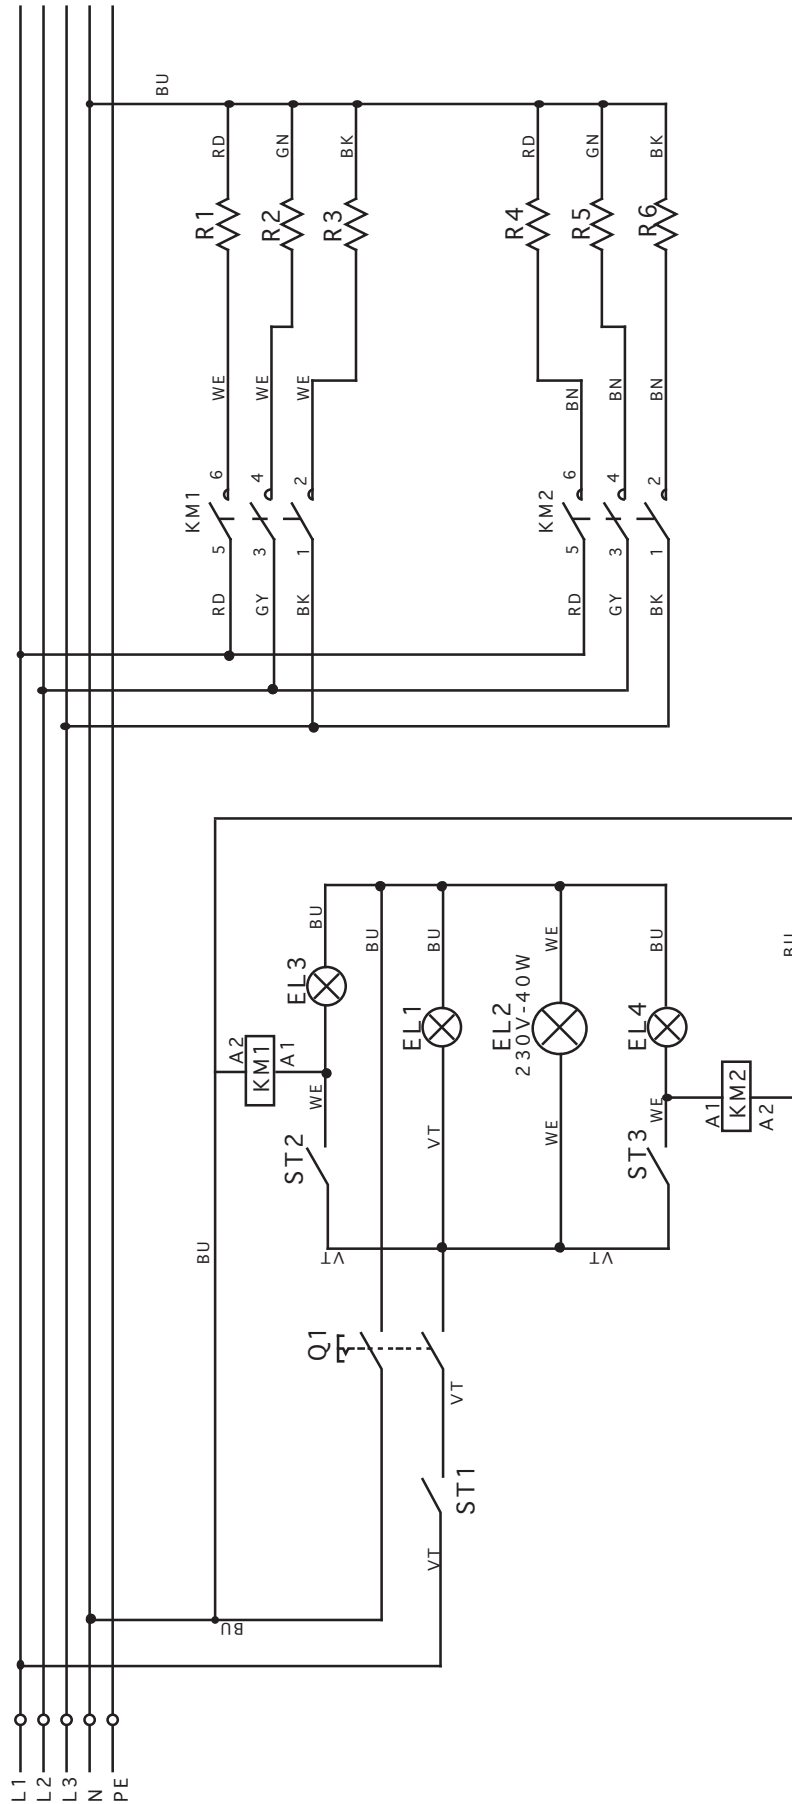 BU
RD
GN
BK
RD
GN
BK
R1
R2
R3
R4
R5
R6
WE
WE
WE
BN
BN
BN
6
4
2
6
4
2
KM1
KM2
5
3
1
5
3
1
RD
GY
BK
RD
GY
BK
BU
BU
BU
WE
BU
BU
EL3
EL1
EL2
230V-40W
EL4
A2
KM1
A1
WE
WE
A1
KM2
A2
ST2
VT
WE
ST3
BU
VT
VT
Q1
VT
ST1
VT
BU
L1
L2
L3
N
PE